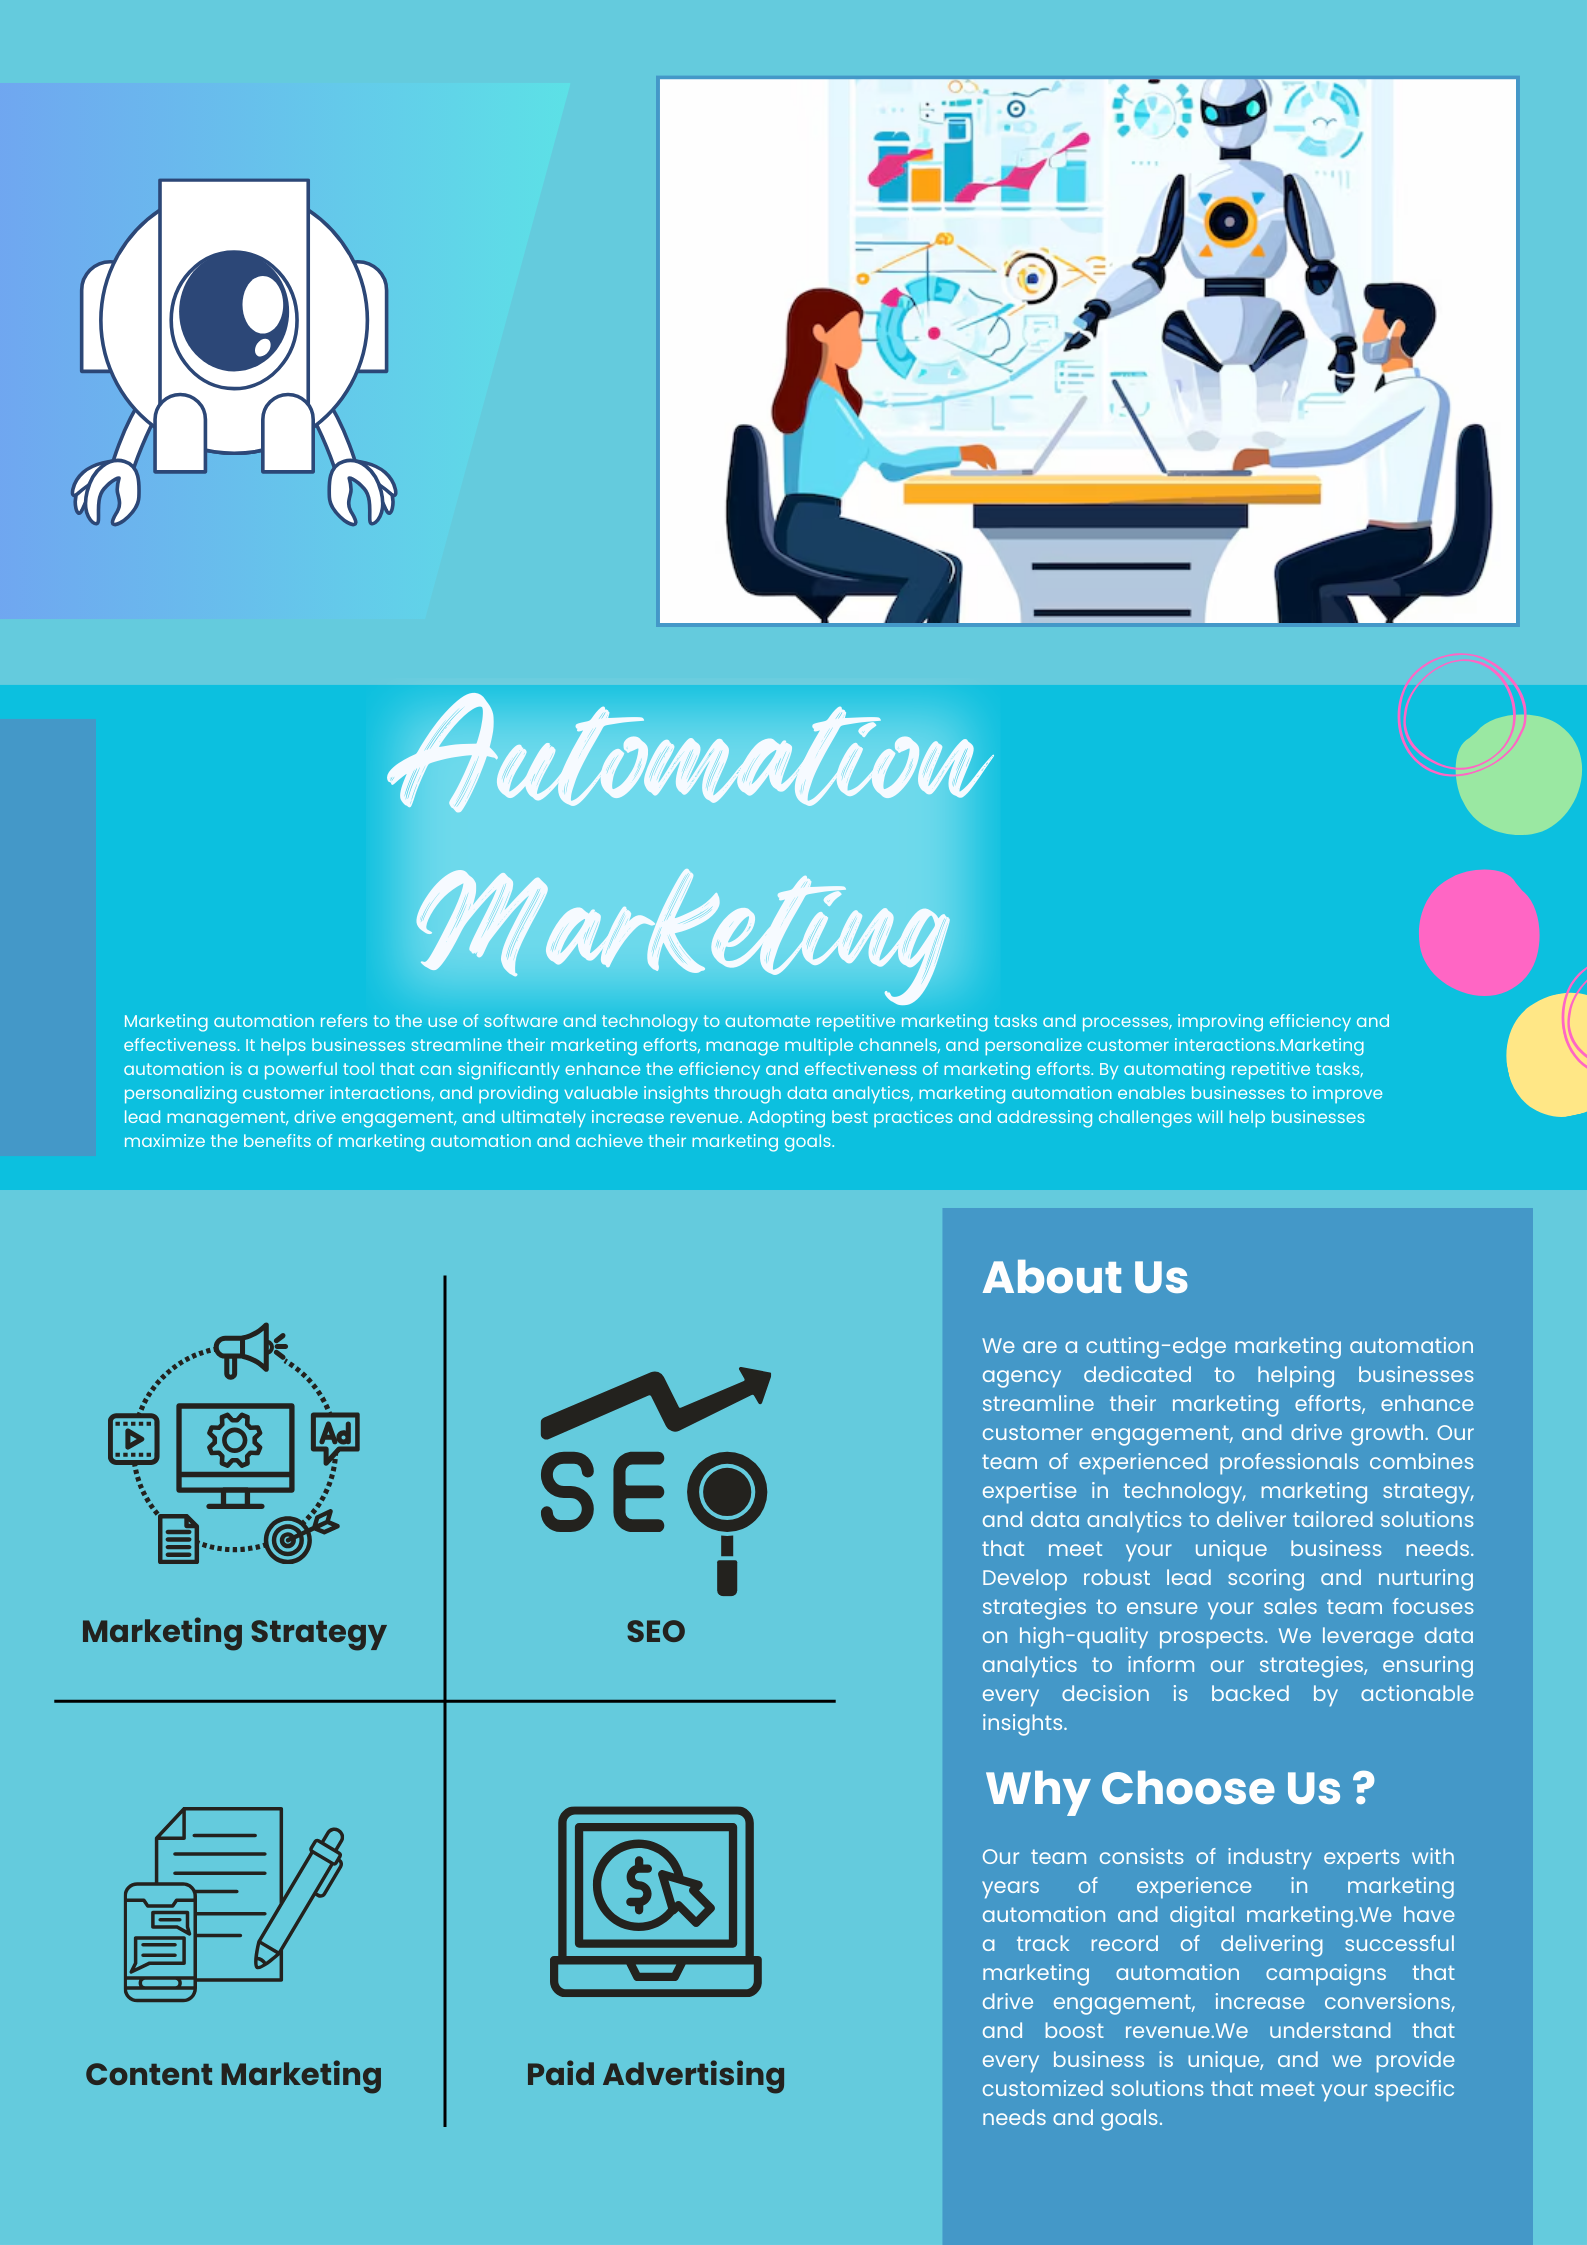 Automation
Marketing
Marketing automation refers to the use of software and technology to automate repetitive marketing tasks and processes, improving efficiency and
effectiveness. It helps businesses streamline their marketing efforts, manage multiple channels, and personalize customer interactions.Marketing
automation is a powerful tool that can significantly enhance the efficiency and effectiveness of marketing efforts. By automating repetitive tasks,
personalizing customer interactions, and providing valuable insights through data analytics, marketing automation enables businesses to improve
lead management, drive engagement, and ultimately increase revenue. Adopting best practices and addressing challenges will help businesses
maximize the benefits of marketing automation and achieve their marketing goals.
Ad
Marketing Strategy
SEO
SEO
$
Content Marketing
Paid Advertising
About Us
We are a cutting-edge marketing automation
agency dedicated to helping businesses
streamline their marketing efforts, enhance
customer engagement, and drive growth. Our
team of experienced professionals combines
expertise in technology, marketing strategy,
and data analytics to deliver tailored solutions
that meet your unique business needs.
Develop robust lead scoring and nurturing
strategies to ensure your sales team focuses
on high-quality prospects. We leverage data
analytics to inform our strategies, ensuring
every decision is backed by actionable
insights.
Why Choose Us ?
Our team consists of industry experts with
years of experience in marketing
automation and digital marketing.We have
a track record of delivering successful
marketing automation campaigns that
drive engagement, increase conversions,
and boost revenue.We understand that
every business is unique, and we provide
customized solutions that meet your specific
needs and goals.